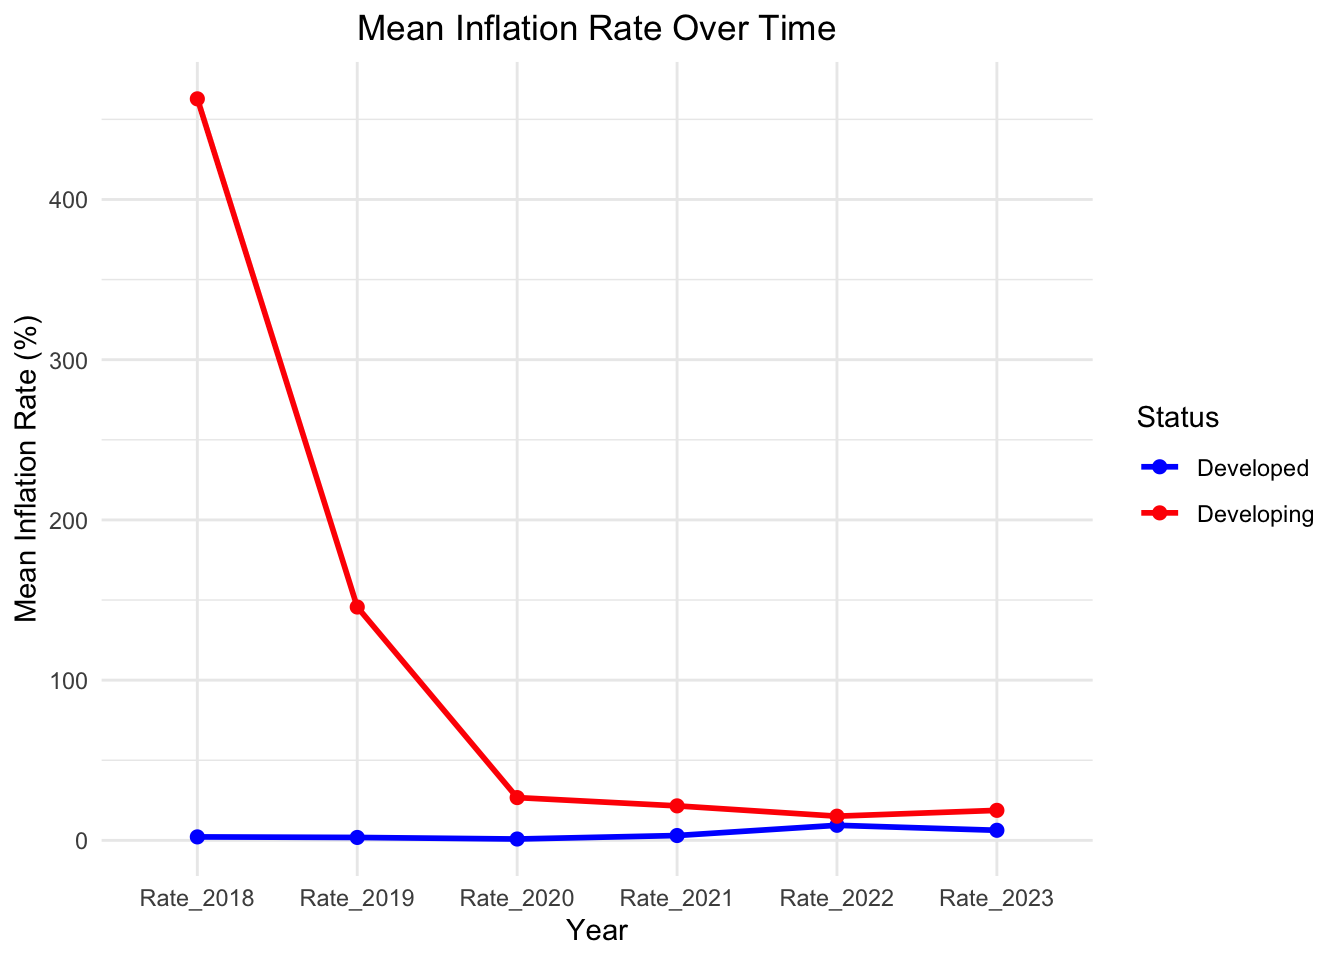 Mean Inflation Rate Over Time
Mean Inflation Rate (%)
400
300
200
100
0
Rate_2018
Rate_2019
Rate_2020
Rate_2021
Rate_2022
Rate_2023
Year
Status
Developed
Developing